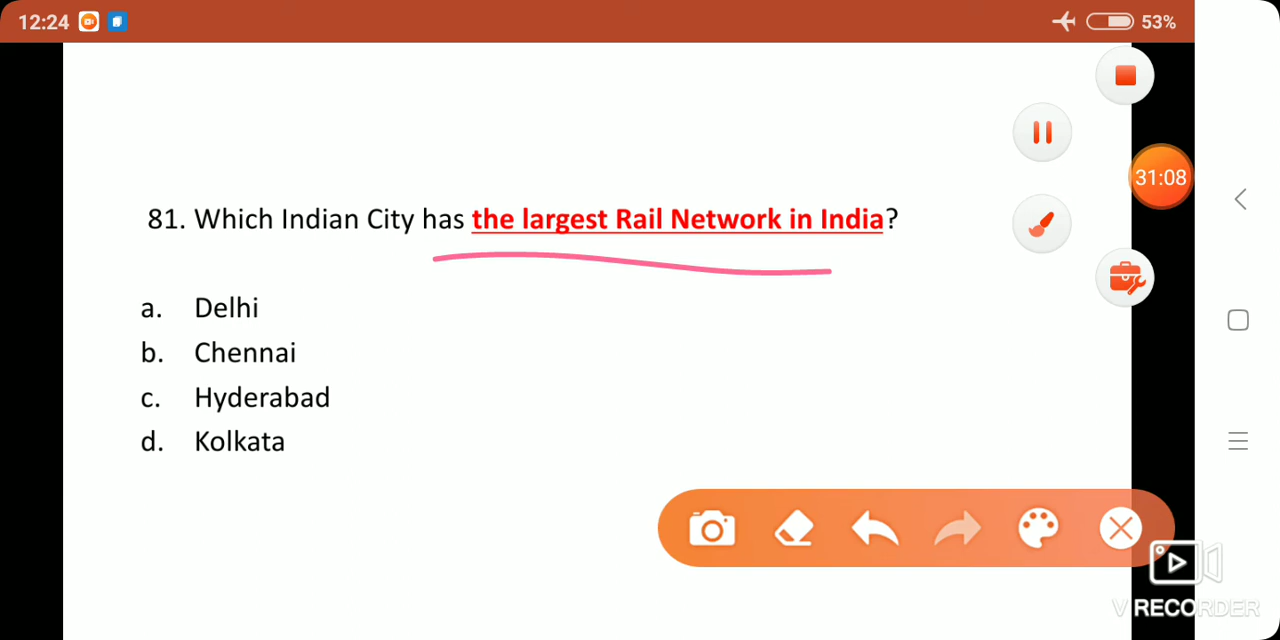 12:24
53%
31:08
81. Which Indian City has the largest Rail Network in India?
a. Delhi
b. Chennai
c. Hyderabad
d. Kolkata
V RECORDER